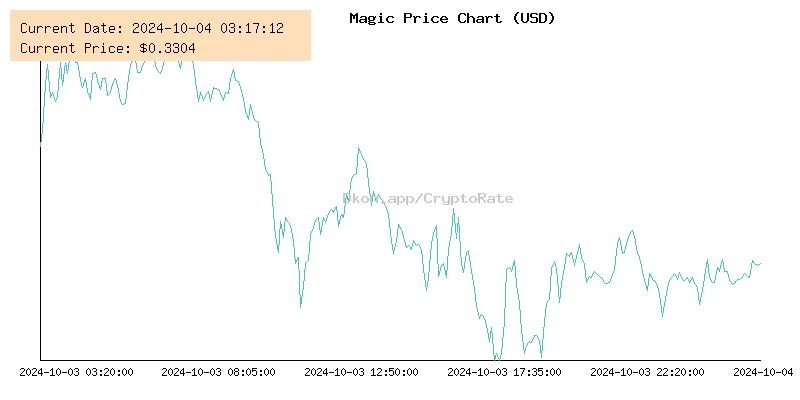 Magic Price Chart (USD)
Current Date: 2024-10-04 03:17:12
Current Price: $0.3304
Dkon.app/CryptoRate
2024-10-03 03:20:00 2024-10-03 08:05:00 2024-10-03 12:50:00 2024-10-03 17:35:00 2024-10-03 22:20:00 2024-10-04